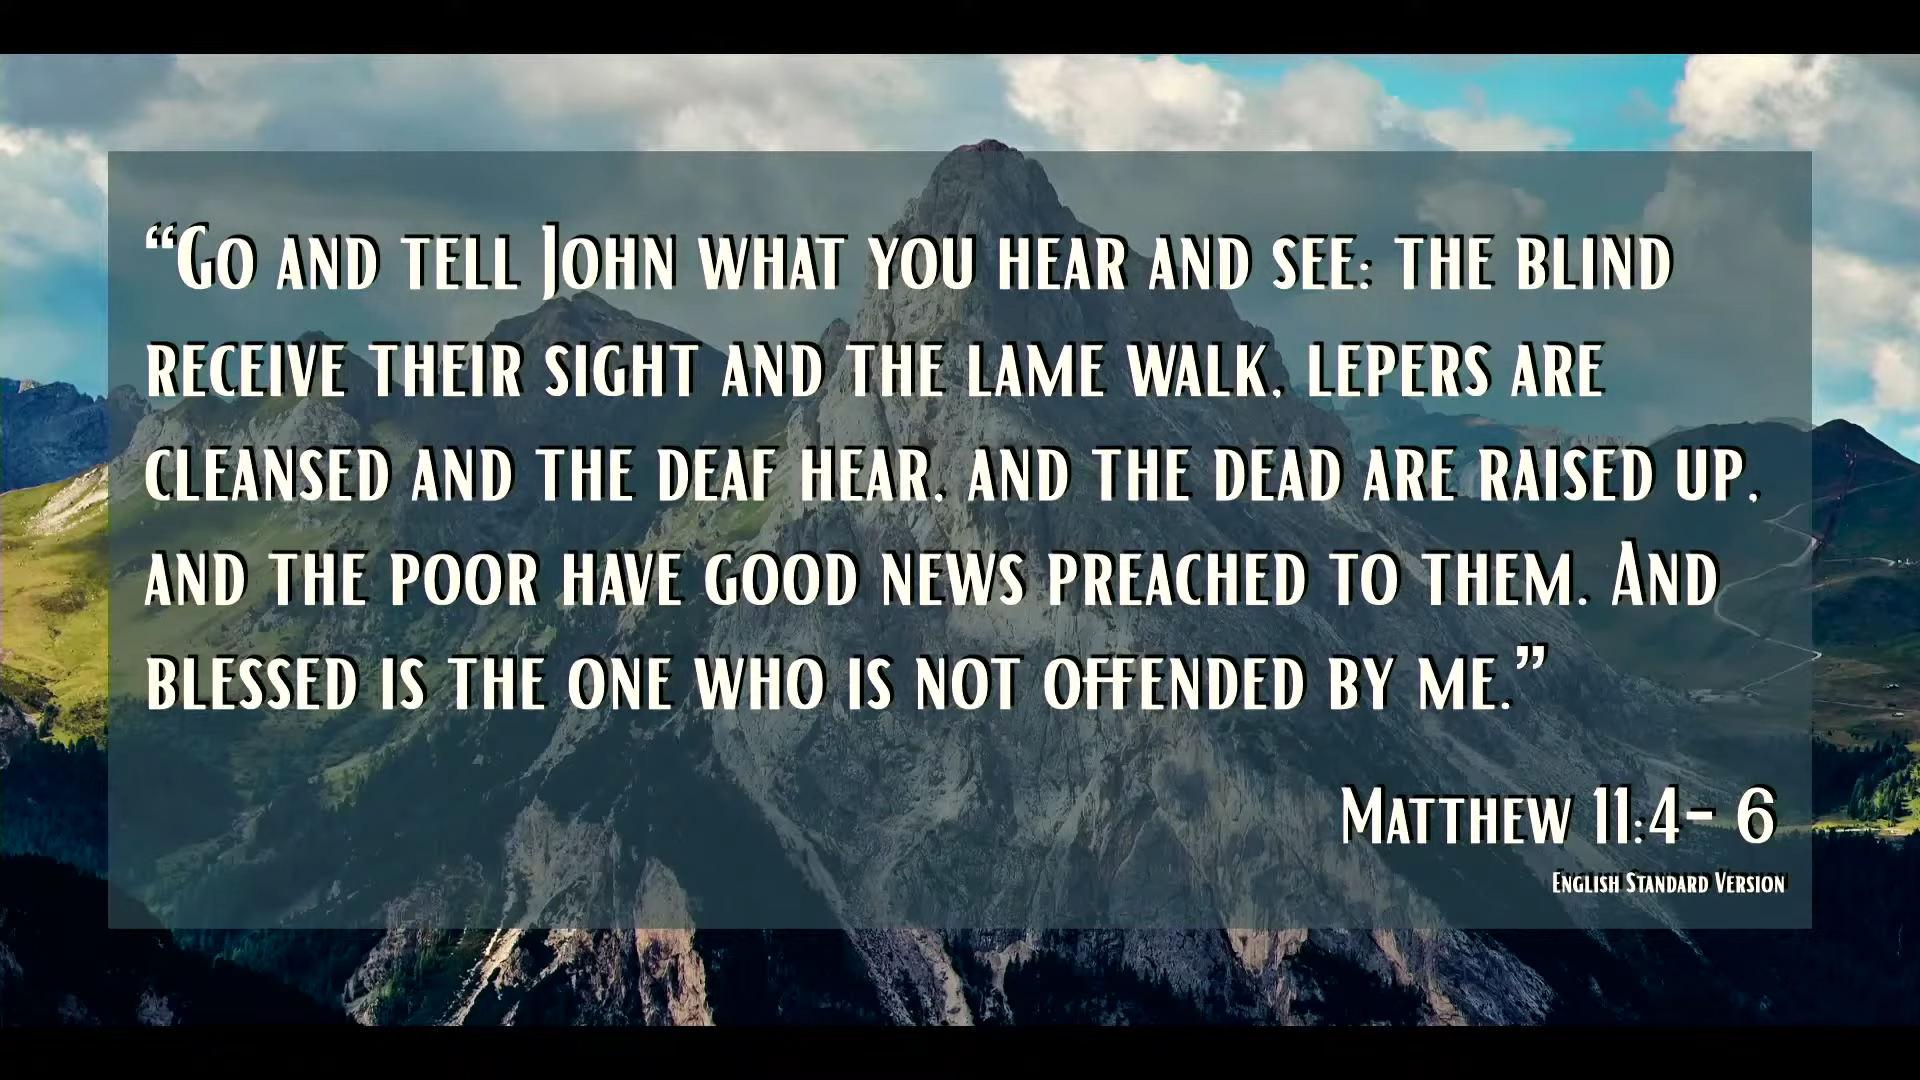 “Go and tell John what you hear and see: the blind
receive their sight and the lame walk, lepers are
cleansed and the deaf hear, and the dead are raised up,
and the poor have good news preached to them. And
blessed is the one who is not offended by me.”
Matthew 11:4- 6
English Standard Version